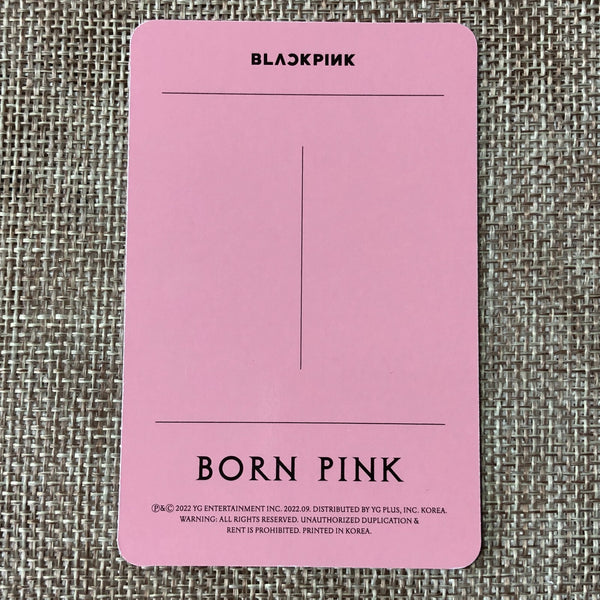 BLACKPINK
BORN PINK
℗&© 2022 YG ENTERTAINMENT INC. 2022.09. DISTRIBUTED BY YG PLUS, INC. KOREA.
WARNING: ALL RIGHTS RESERVED. UNAUTHORIZED DUPLICATION &
RENT IS PROHIBITED. PRINTED IN KOREA.